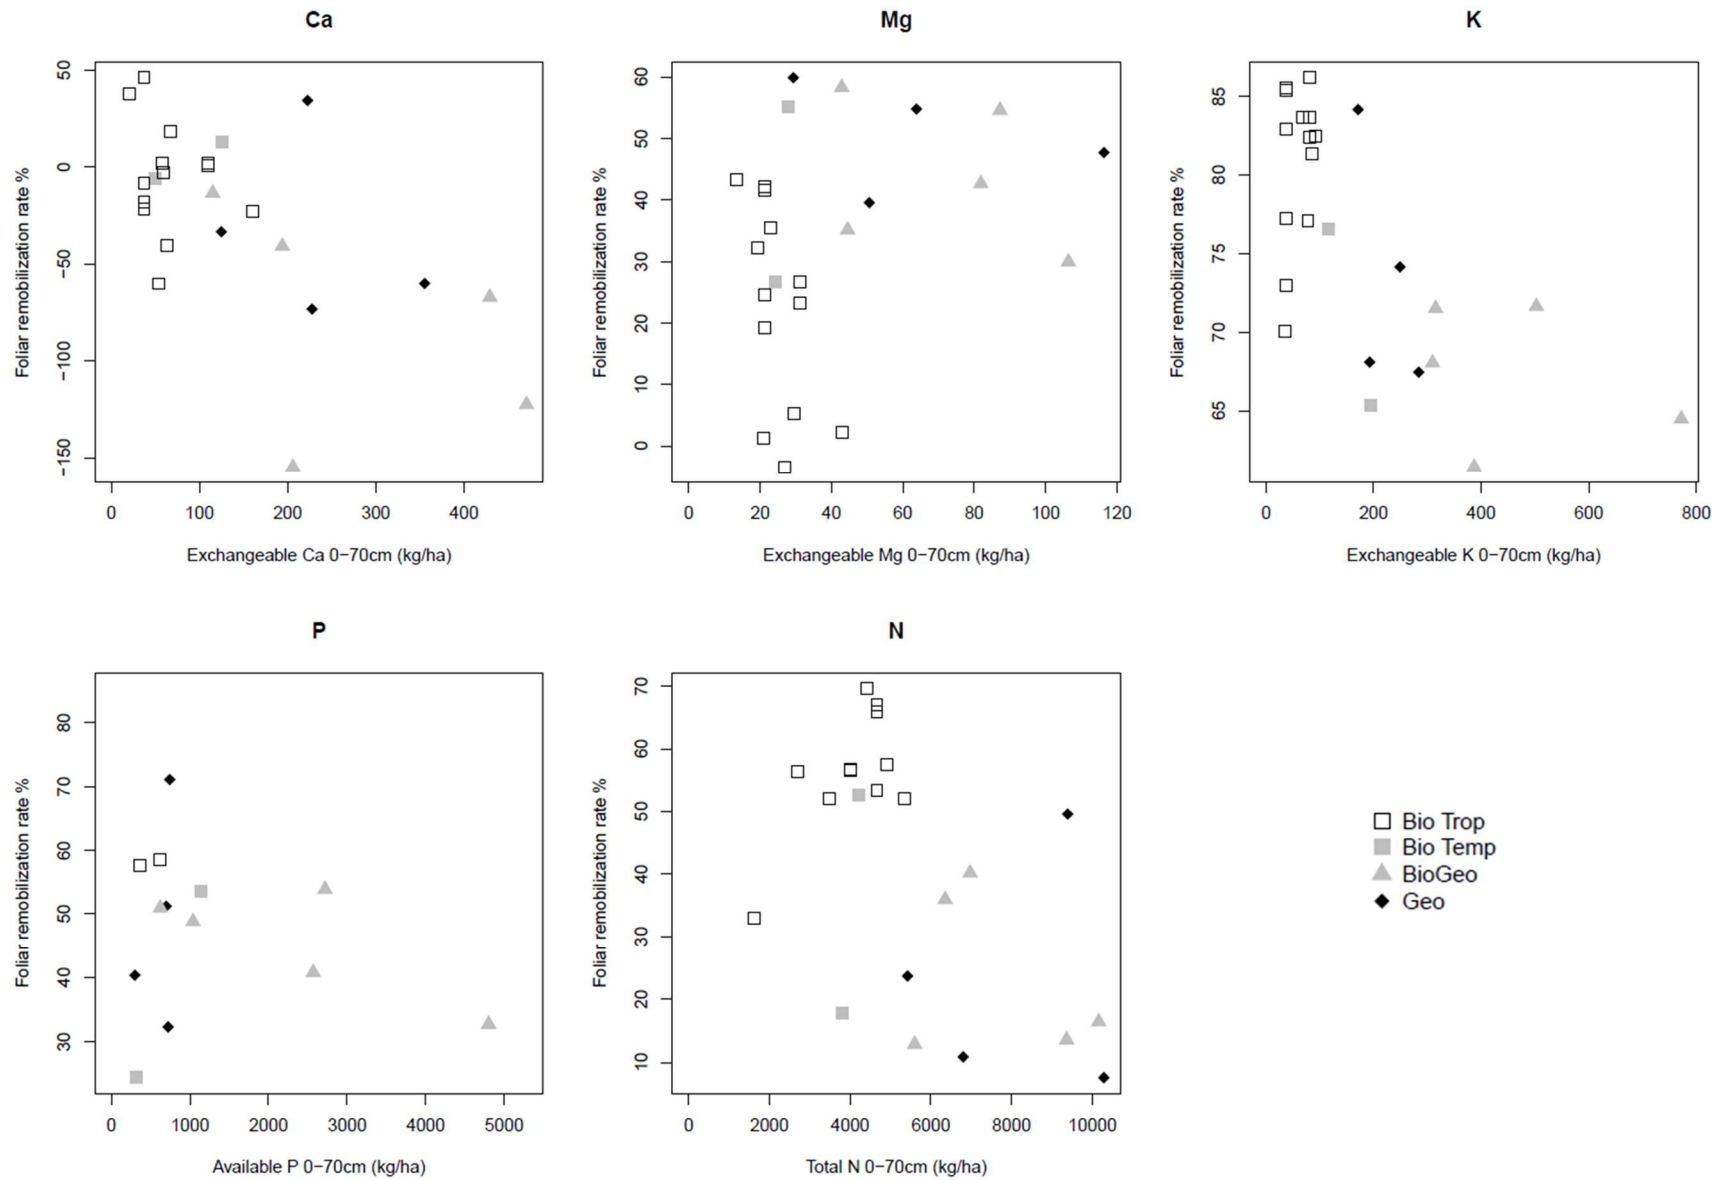 Ca
Mg
K
50
0
−50
−100
−150
Foliar remobilization rate %
0 100 200 300 400
Exchangeable Ca 0−70cm (kg/ha)
60
50
40
30
20
10
0
Foliar remobilization rate %
0 20 40 60 80 100 120
Exchangeable Mg 0−70cm (kg/ha)
85
80
75
70
65
Foliar remobilization rate %
0 200 400 600 800
Exchangeable K 0−70cm (kg/ha)
P
N
80
70
60
50
40
30
Foliar remobilization rate %
0 1000 2000 3000 4000 5000
Available P 0−70cm (kg/ha)
70
60
50
40
30
20
10
Foliar remobilization rate %
0 2000 4000 6000 8000 10000
Total N 0−70cm (kg/ha)
Bio Trop
Bio Temp
BioGeo
Geo